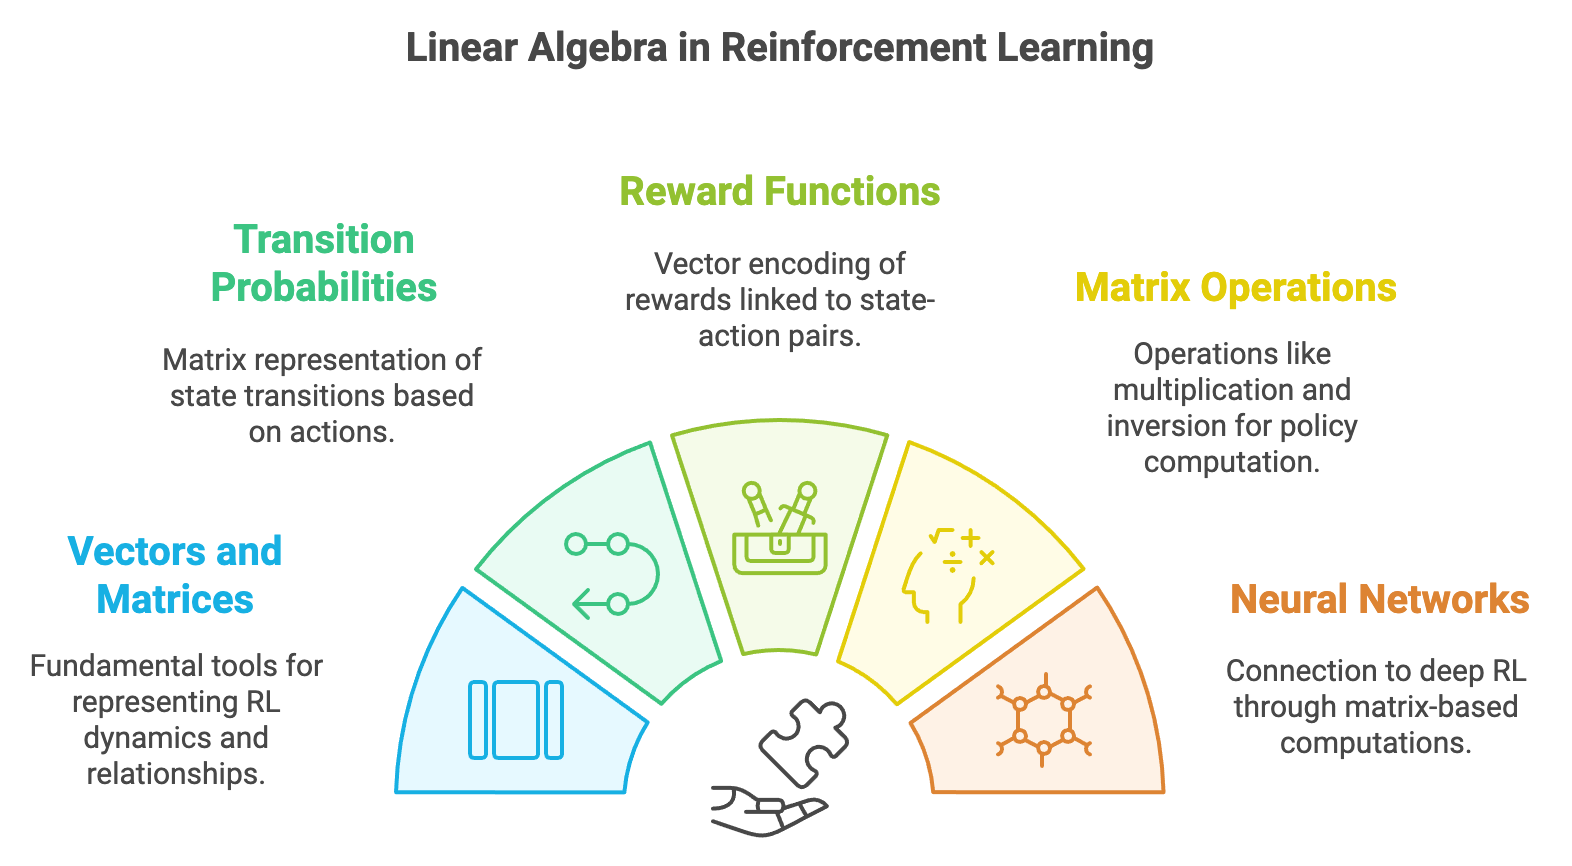 Linear Algebra in Reinforcement Learning
Reward Functions
Vector encoding of
rewards linked to state-
action pairs.
Transition
Probabilities
Matrix representation of
state transitions based
on actions.
Matrix Operations
Operations like
multiplication and
inversion for policy
computation.
Vectors and
Matrices
Fundamental tools for
representing RL
dynamics and
relationships.
Neural Networks
Connection to deep RL
through matrix-based
computations.